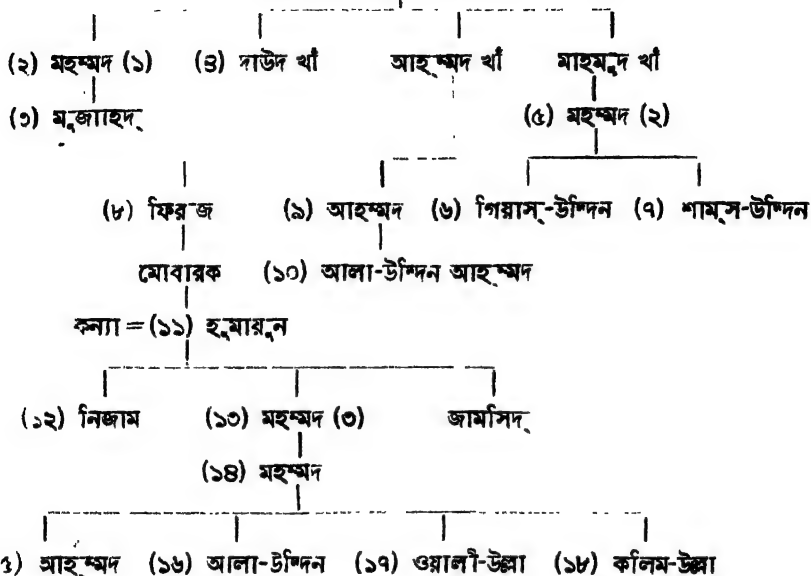 (২) মহম্মদ (১) (৪) দাউদ খাঁ আহ্‌ম্মদ খাঁ মাহমুদ খাঁ
(৩) মুজাহিদ্ (৫) মহম্মদ (২)
(৮) ফিরুজ (৯) আহম্মদ (৬) গিয়াস্-উদ্দিন (৭) শাম্‌স-উদ্দিন
মোবারক (১০) আলা-উদ্দিন আহ্‌ম্মদ
কন্যা = (১১) হুমায়ুন
(১২) নিজাম (১৩) মহম্মদ (৩) জামসিদ্
(১৪) মহম্মদ
) আহ্‌ম্মদ (১৬) আলা-উদ্দিন (১৭) ওয়ালী-উল্লা (১৮) কলিম-উল্লা